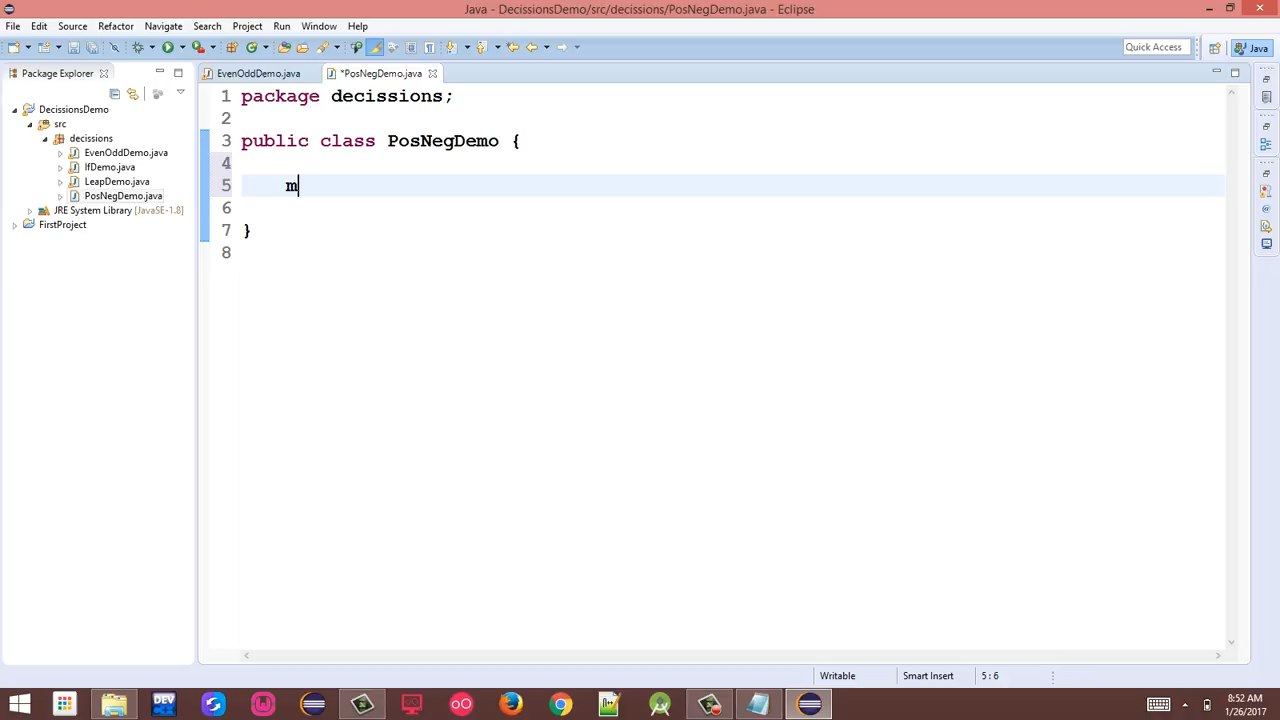 Java - DecissionsDemo/src/decissions/PosNegDemo.java - Eclipse
File Edit Source Refactor Navigate Search Project Run Window Help
Quick Access Java
Package Explorer
EvenOddDemo.java *PosNegDemo.java
DecissionsDemo
src
decissions
EvenOddDemo.java
IfDemo.java
LeapDemo.java
PosNegDemo.java
JRE System Library [JavaSE-1.8]
FirstProject
1 package decissions;
2
3 public class PosNegDemo {
4
5 m
6
7 }
8
Writable Smart Insert 5 : 6
DEV
8:52 AM
1/26/2017